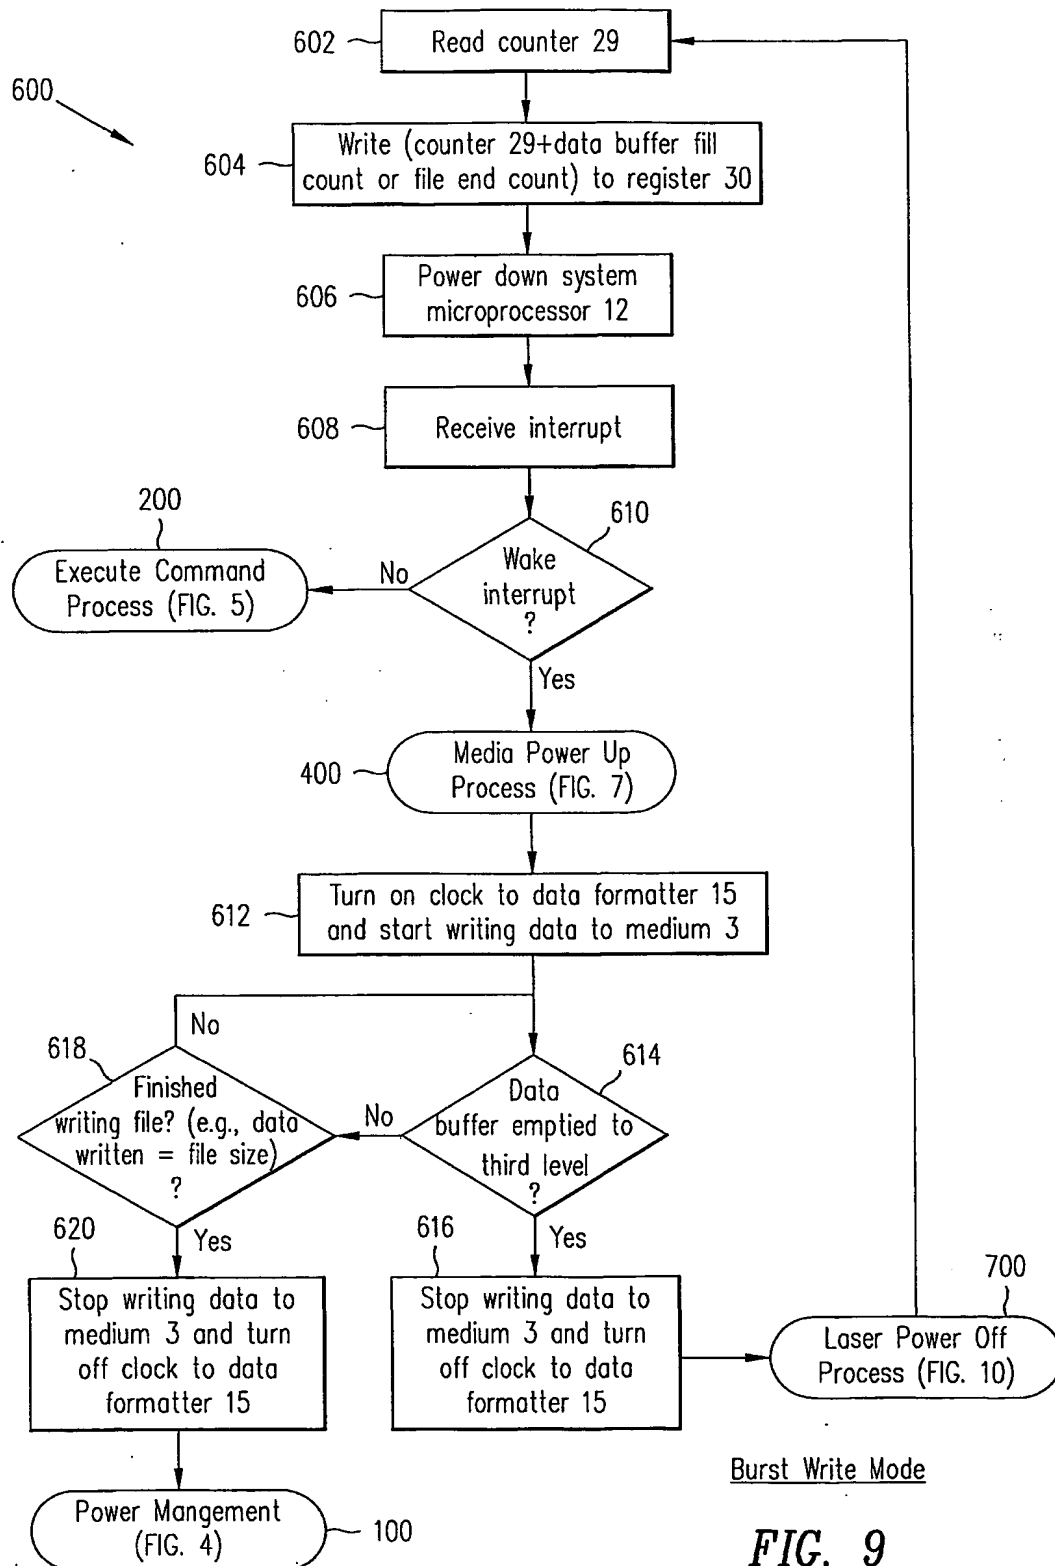 602
Read counter 29
600
604
Write (counter 29+data buffer fill
count or file end count) to register 30
606
Power down system
microprocessor 12
608
Receive interrupt
200
610
Execute Command
Process (FIG. 5)
No
Wake
interrupt
?
Yes
400
Media Power Up
Process (FIG. 7)
612
Turn on clock to data formatter 15
and start writing data to medium 3
No
618
614
Finished
writing file? (e.g., data
written = file size)
?
No
Data
buffer emptied to
third level
?
620
Yes
616
Yes
700
Stop writing data to
medium 3 and turn
off clock to data
formatter 15
Stop writing data to
medium 3 and turn
off clock to data
formatter 15
Laser Power Off
Process (FIG. 10)
Power Mangement
(FIG. 4)
100
Burst Write Mode
FIG. 9